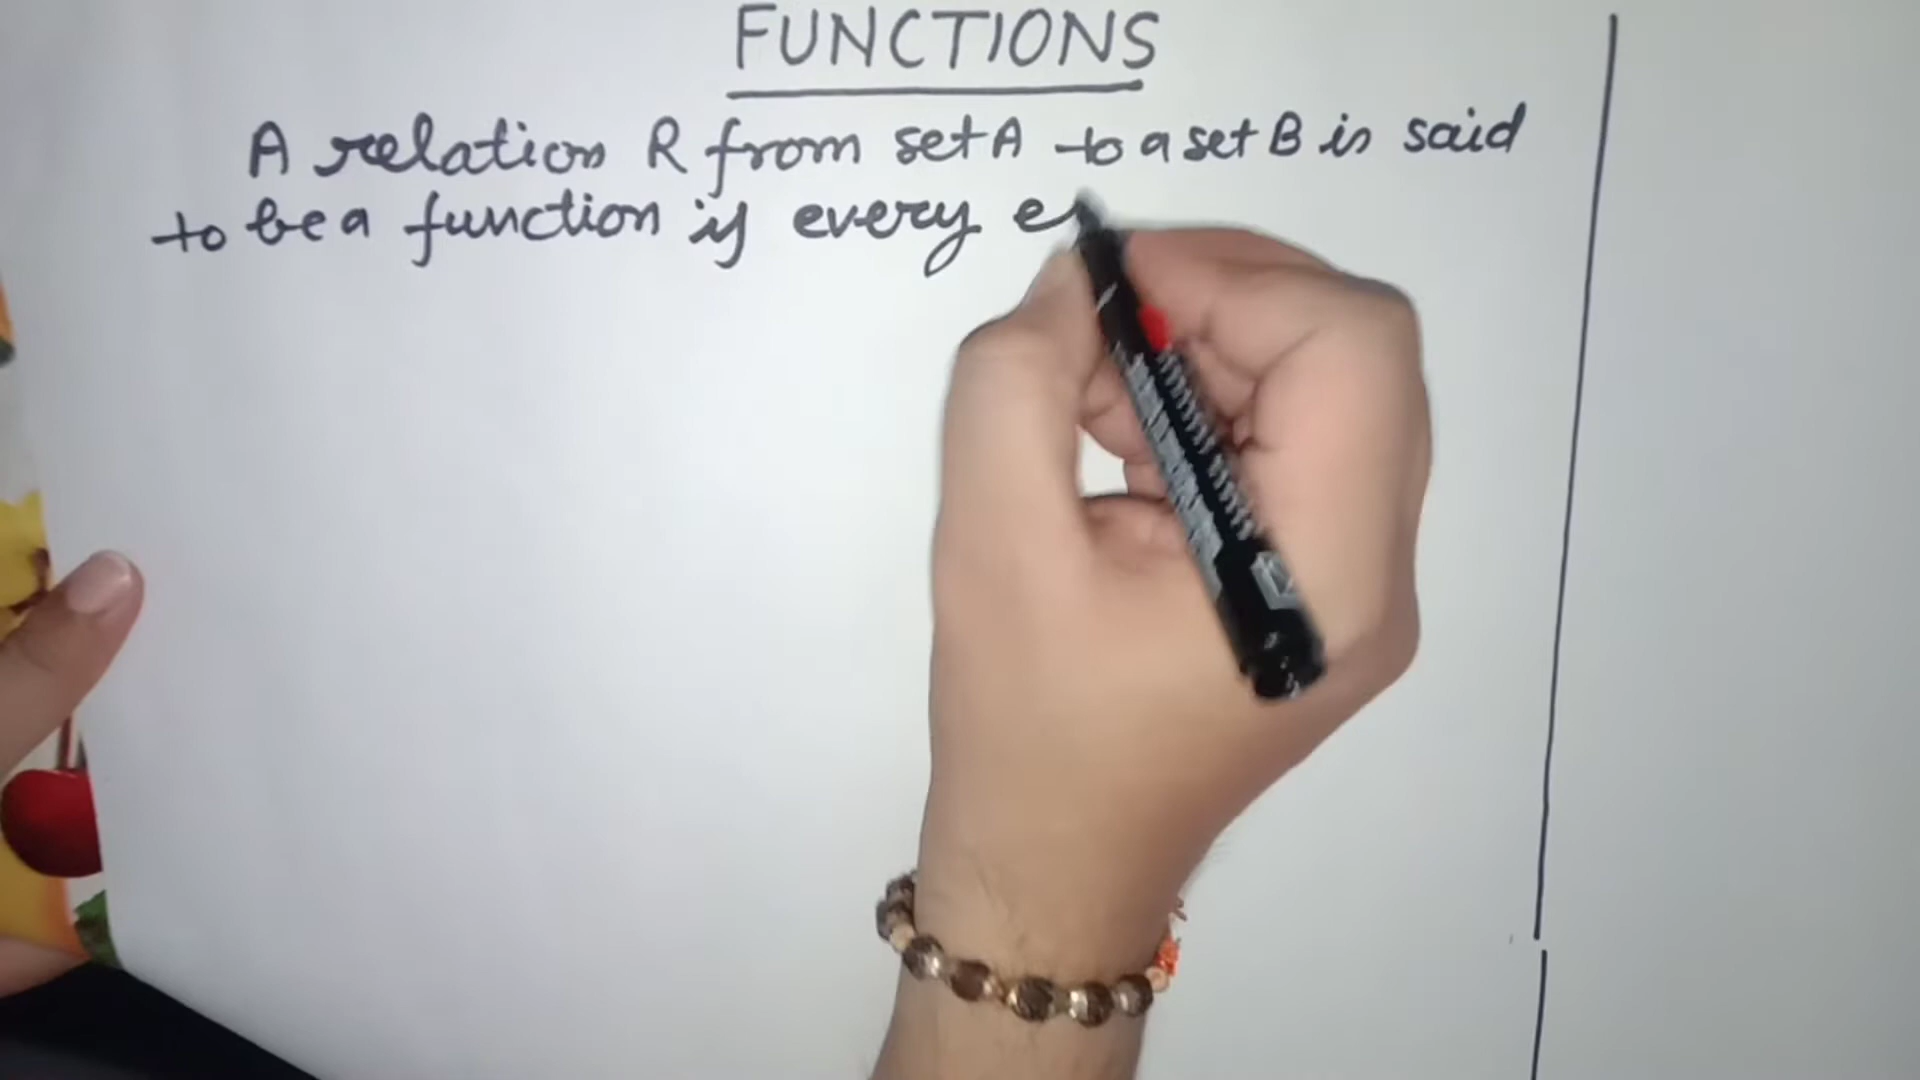 FUNCTIONS
A relation R from set A to a set B is said
to be a function if every e